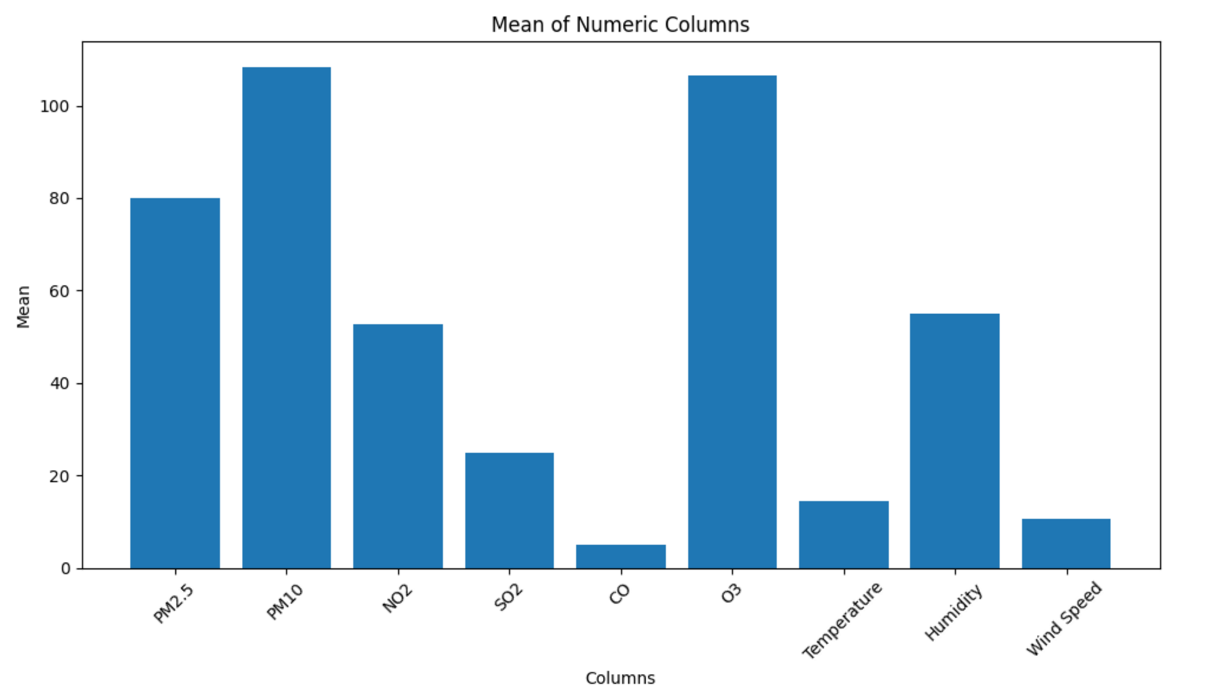 Mean of Numeric Columns
Mean
100
80
60
40
20
0
PM2.5
PM10
NO2
SO2
CO
O3
Temperature
Humidity
Wind Speed
Columns